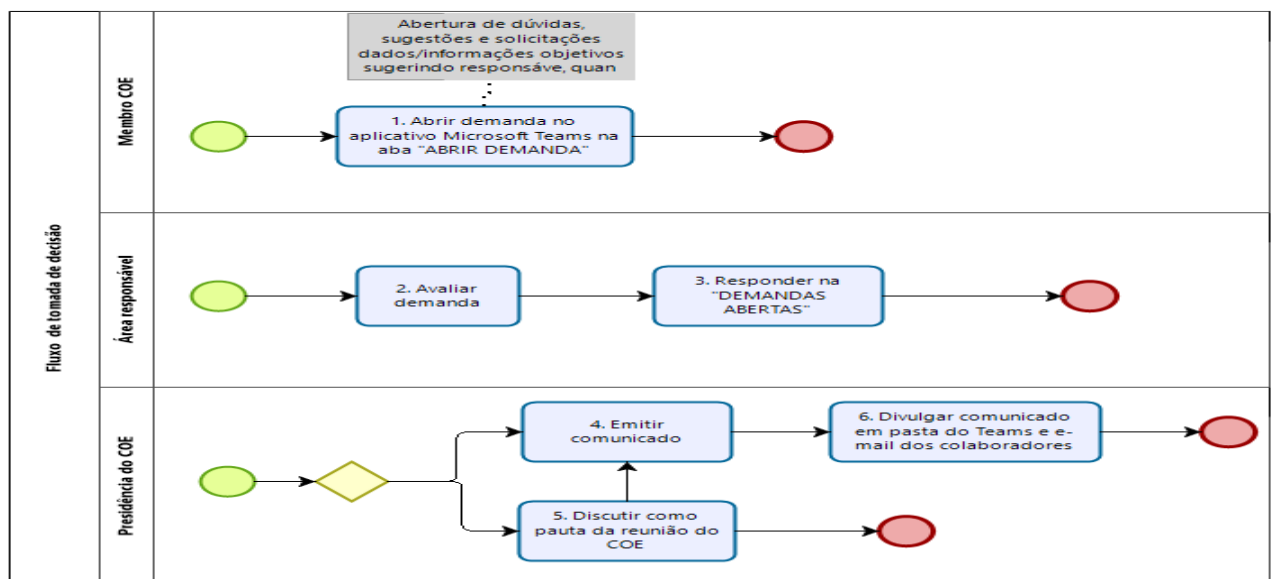 Fluxo de tomada de decisão
Membro COE
Abertura de dúvidas,
sugestões e solicitações
dados/informações objetivos
sugerindo responsáve, quan
1. Abrir demanda no
aplicativo Microsoft Teams na
aba "ABRIR DEMANDA"
Área responsável
2. Avaliar
demanda
3. Responder na
"DEMANDAS
ABERTAS"
Presidência do COE
4. Emitir
comunicado
6. Divulgar comunicado
em pasta do Teams e e-
mail dos colaboradores
5. Discutir como
pauta da reunião do
COE